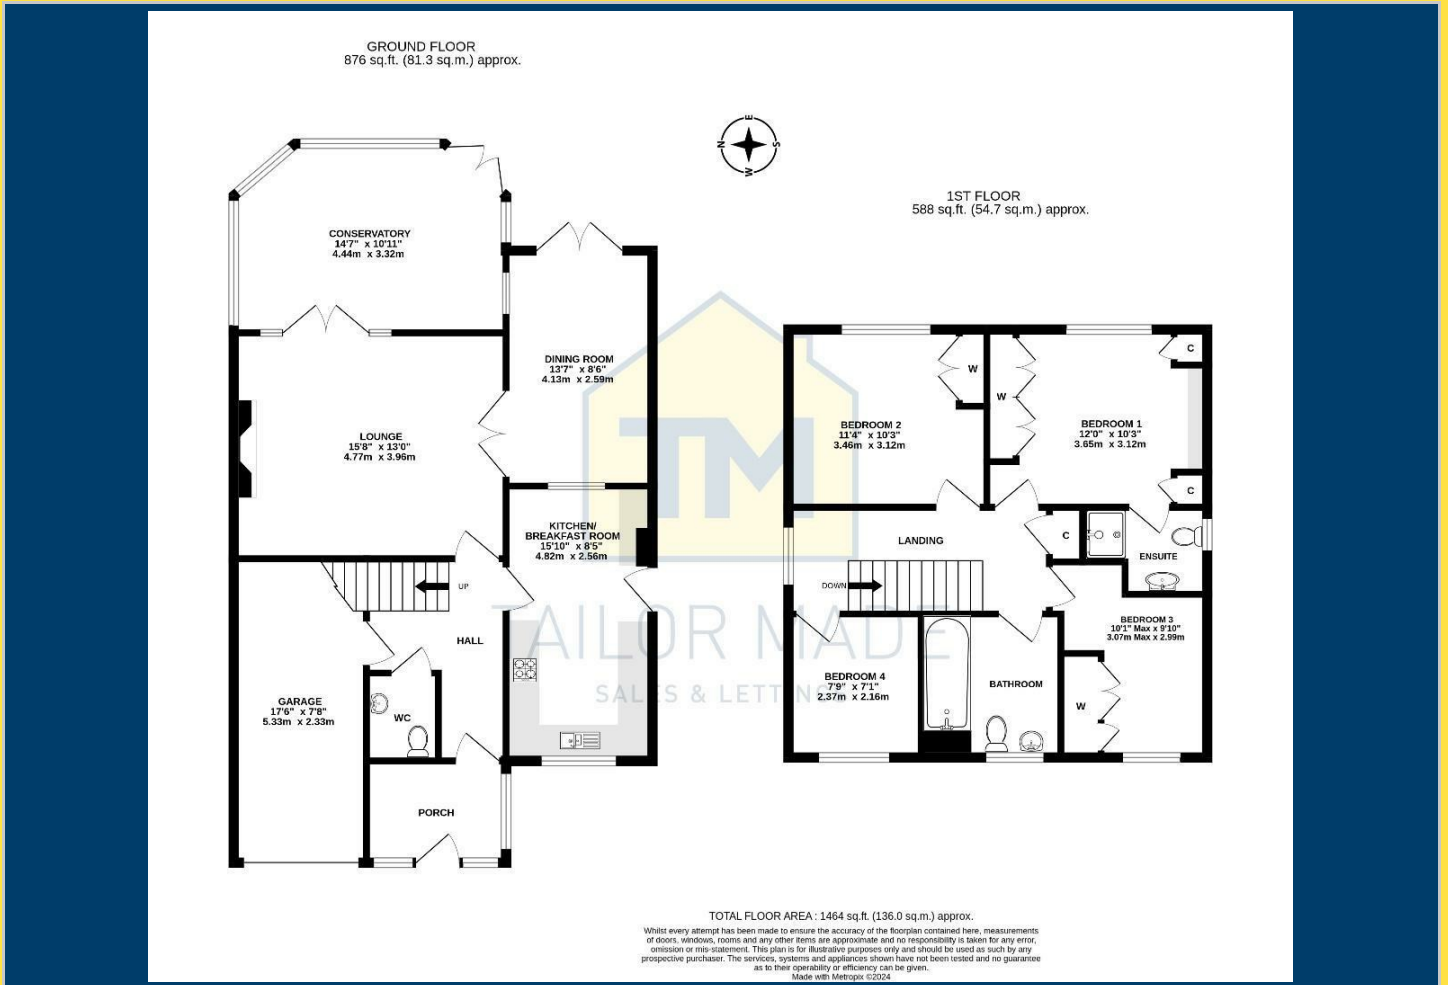 GROUND FLOOR
876 sq.ft. (81.3 sq.m.) approx.
E
N
S
W
1ST FLOOR
588 sq.ft. (54.7 sq.m.) approx.
CONSERVATORY
14'7" x 10'11"
4.44m x 3.32m
DINING ROOM
13'7" x 8'6"
4.13m x 2.59m
LOUNGE
15'8" x 13'0"
4.77m x 3.96m
KITCHEN/
BREAKFAST ROOM
15'10" x 8'5"
4.82m x 2.56m
UP
HALL
GARAGE
17'6" x 7'8"
5.33m x 2.33m
WC
PORCH
TM
TAILOR MADE
SALES & LETTINGS
W
C
W
BEDROOM 2
11'4" x 10'3"
3.46m x 3.12m
BEDROOM 1
12'0" x 10'3"
3.65m x 3.12m
C
LANDING
C
ENSUITE
DOWN
BEDROOM 3
10'1" Max x 9'10"
3.07m Max x 2.99m
BEDROOM 4
7'9" x 7'1"
2.37m x 2.16m
BATHROOM
W
TOTAL FLOOR AREA : 1464 sq.ft. (136.0 sq.m.) approx.
Whilst every attempt has been made to ensure the accuracy of the floorplan contained here, measurements
of doors, windows, rooms and any other items are approximate and no responsibility is taken for any error,
omission or mis-statement. This plan is for illustrative purposes only and should be used as such by any
prospective purchaser. The services, systems and appliances shown have not been tested and no guarantee
as to their operability or efficiency can be given.
Made with Metropix ©2024